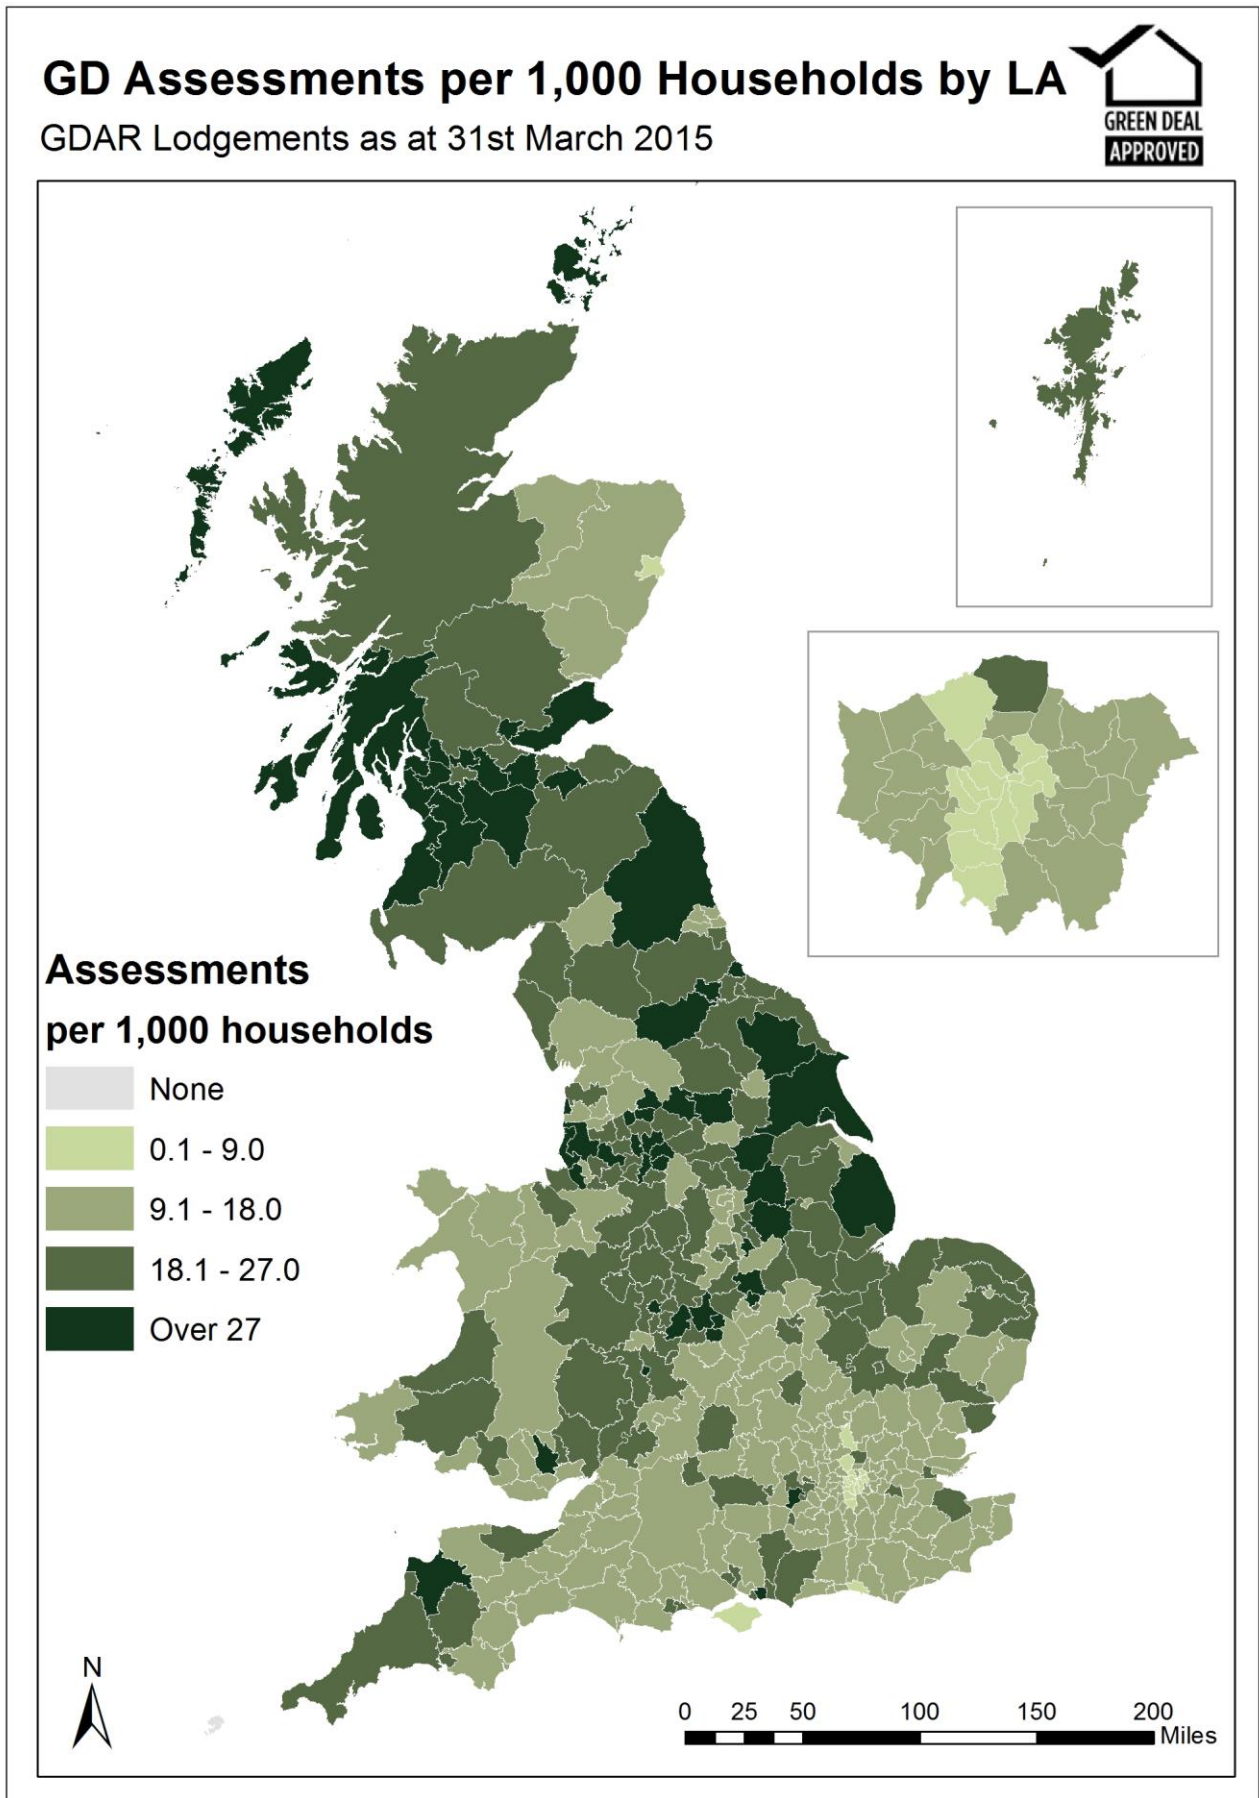 GD Assessments per 1,000 Households by LA
GDAR Lodgements as at 31st March 2015
GREEN DEAL
APPROVED
Assessments
per 1,000 households
None
0.1 - 9.0
9.1 - 18.0
18.1 - 27.0
Over 27
N
0 25 50 100 150 200
Miles